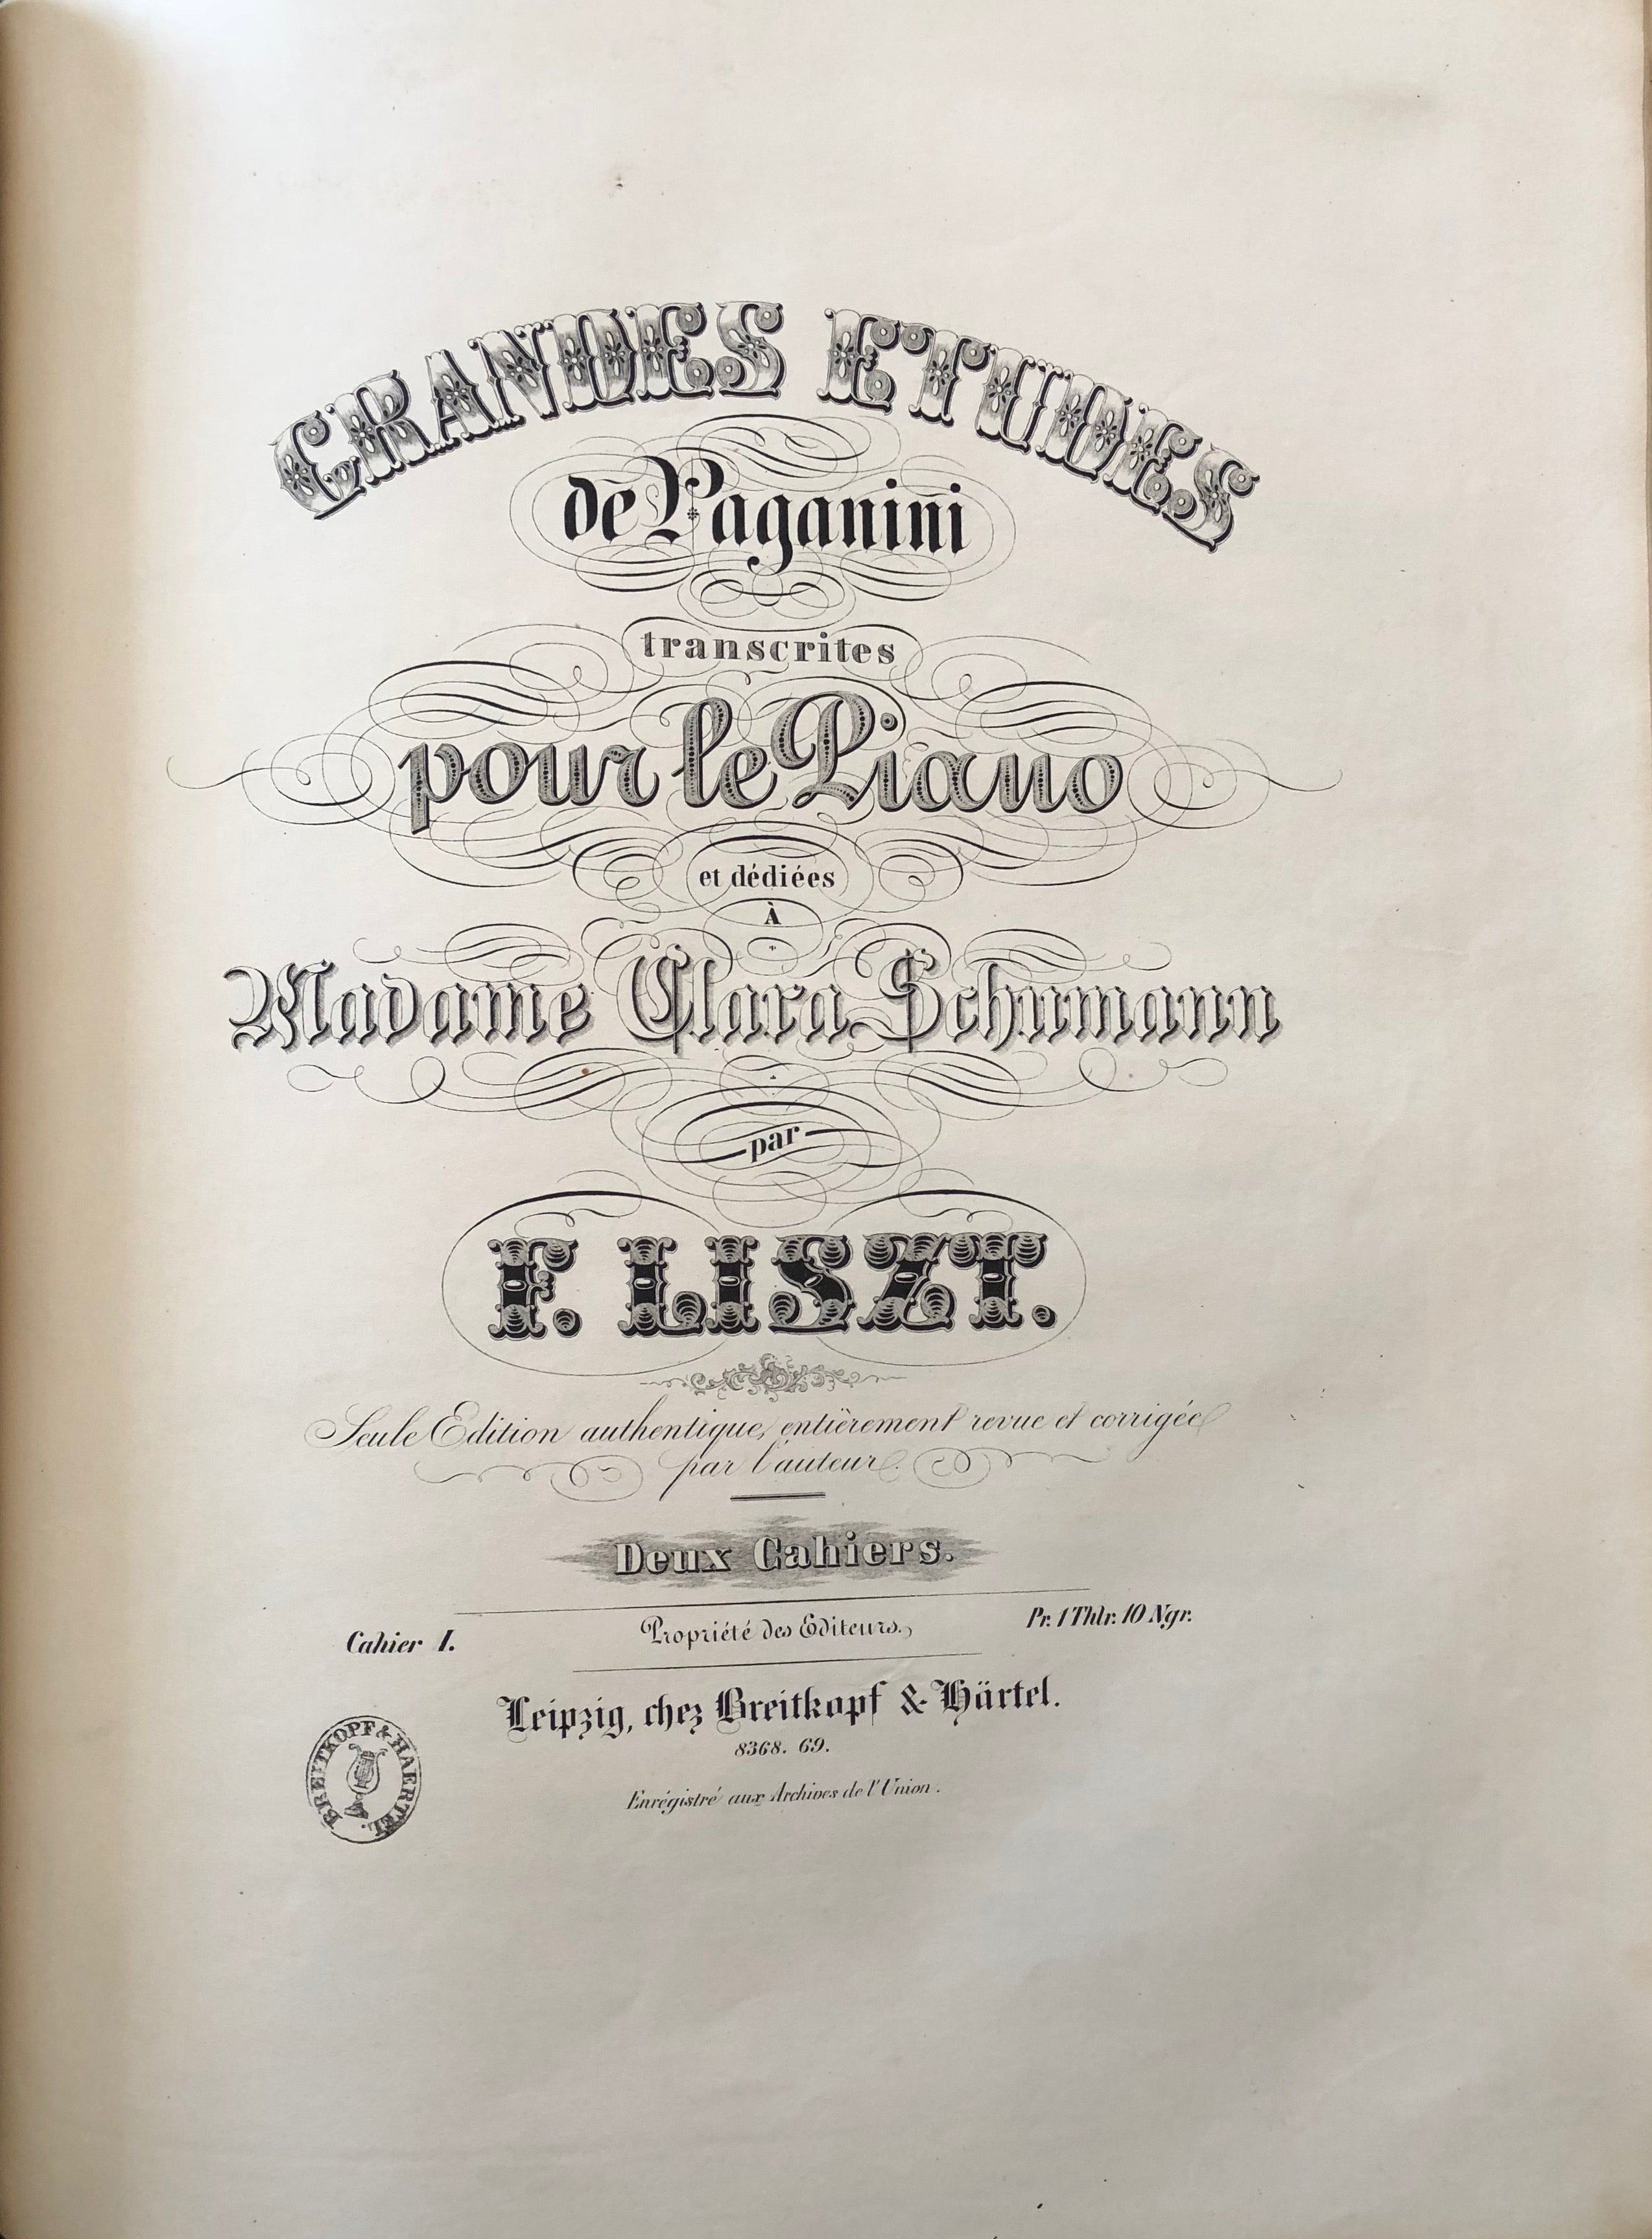 GRANDES ETUDES
de Paganini
transcrites
pour le Piano
et dédiées
À
Madame Clara Schumann
par
F. LISZT.
Seule Edition authentique, entièrement revue et corrigée
par l'auteur.
Deux Cahiers.
Cahier I.
Propriété des Editeurs.
Pr. 1 Thlr. 10 Ngr.
Leipzig, chez Breitkopf & Härtel.
8368. 69.
Enrégistré aux Archives de l'Union.
BREITKOPF & HAERTEL.